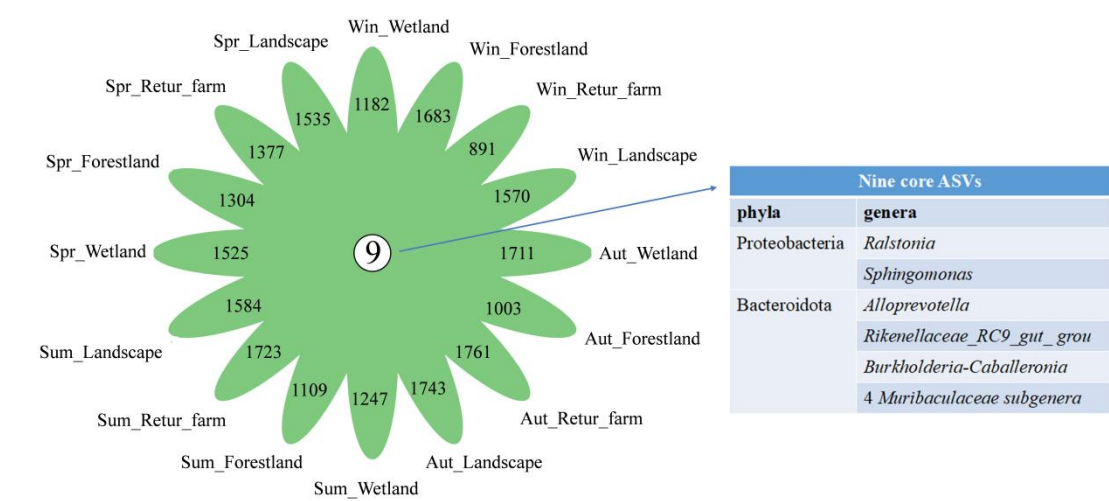 Win_Wetland
1182
Win_Forestland
1683
Win_Retur_farm
891
Win_Landscape
1570
Aut_Wetland
1711
Aut_Forestland
1003
Aut_Retur_farm
1761
Aut_Landscape
1743
Sum_Wetland
1247
Sum_Forestland
1109
Sum_Retur_farm
1723
Sum_Landscape
1584
Spr_Wetland
1525
Spr_Forestland
1304
Spr_Retur_farm
1377
Spr_Landscape
1535
9
Nine core ASVs
phyla genera
Proteobacteria Ralstonia
Sphingomonas
Bacteroidota Alloprevotella
Rikenellaceae_RC9_gut_ grou
Burkholderia-Caballeronia
4 Muribaculaceae subgenera